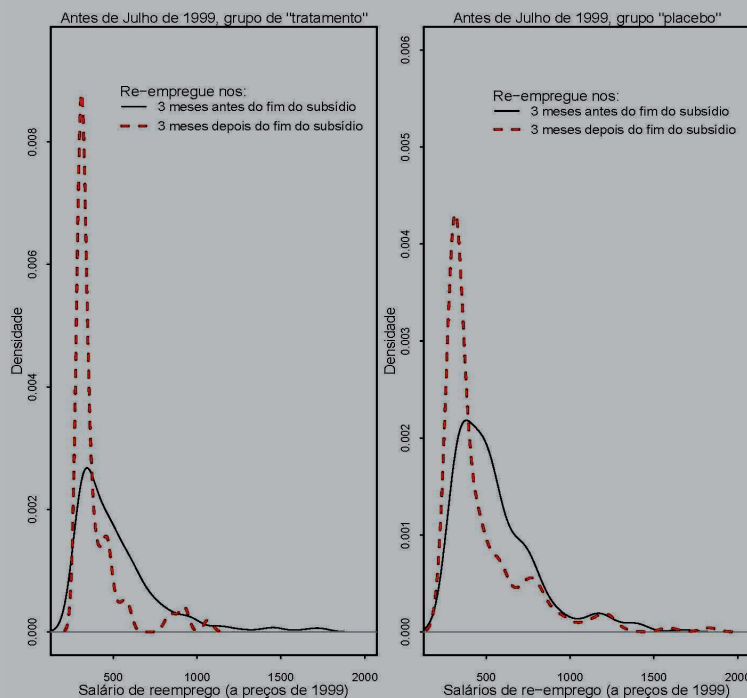 Antes de Julho de 1999, grupo de "tratamento"
Re-empregue nos:
3 meses antes do fim do subsídio
3 meses depois do fim do subsídio
Densidade
0.000
0.002
0.004
0.006
0.008
500
1000
1500
2000
Salário de reemprego (a preços de 1999)
Antes de Julho de 1999, grupo "placebo"
Re-empregue nos:
3 meses antes do fim do subsídio
3 meses depois do fim do subsídio
Densidade
0.000
0.001
0.002
0.003
0.004
0.005
0.006
500
1000
1500
2000
Salários de re-emprego (a preços de 1999)